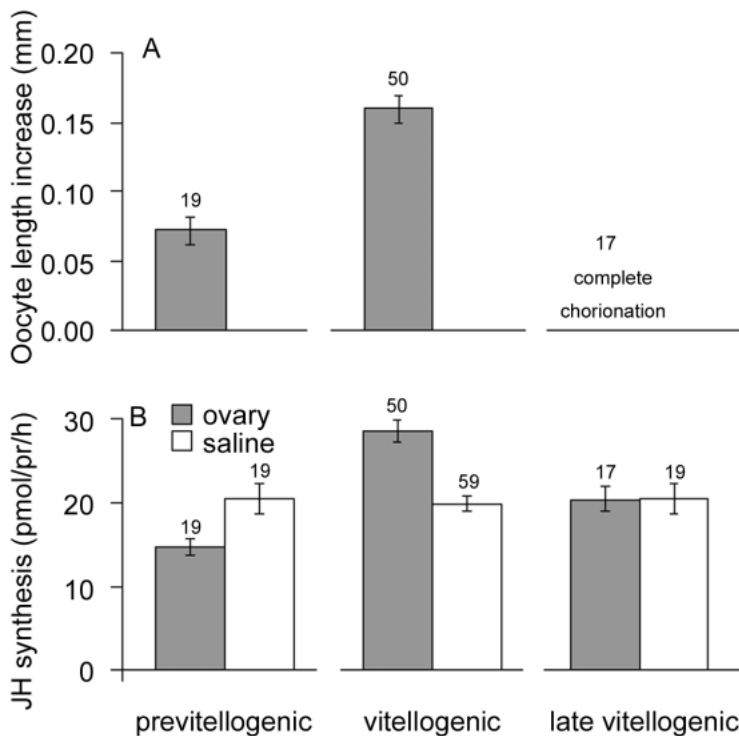 A
Oocyte length increase (mm)
0.20
0.15
0.10
0.05
0.00
19
50
17
complete
chorionation
B
JH synthesis (pmol/pr/h)
30
20
10
0
ovary
saline
19
19
50
59
17
19
previtellogenic
vitellogenic
late vitellogenic